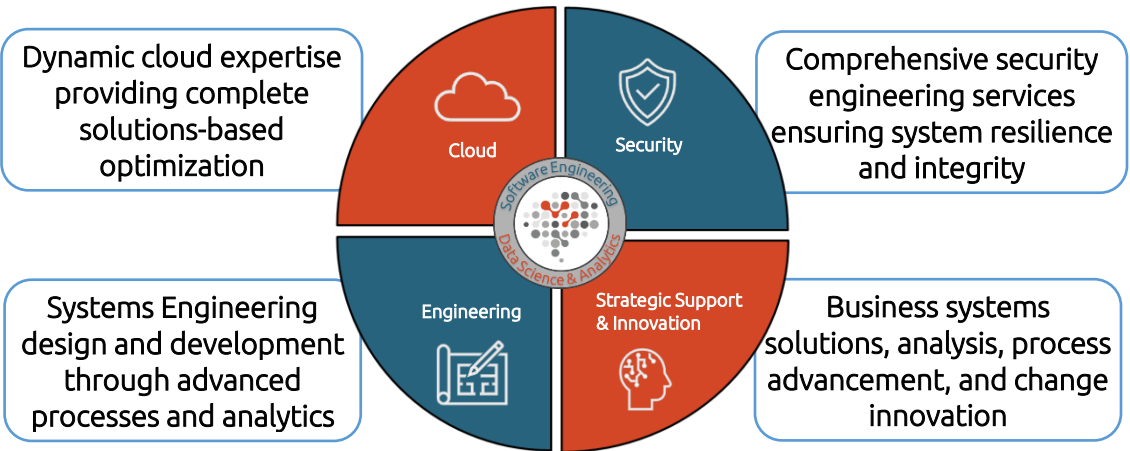 Dynamic cloud expertise
providing complete
solutions-based
optimization
Cloud
Security
Comprehensive security
engineering services
ensuring system resilience
and integrity
Software Engineering
Data Science & Analytics
Systems Engineering
design and development
through advanced
processes and analytics
Engineering
Strategic Support
& Innovation
Business systems
solutions, analysis, process
advancement, and change
innovation